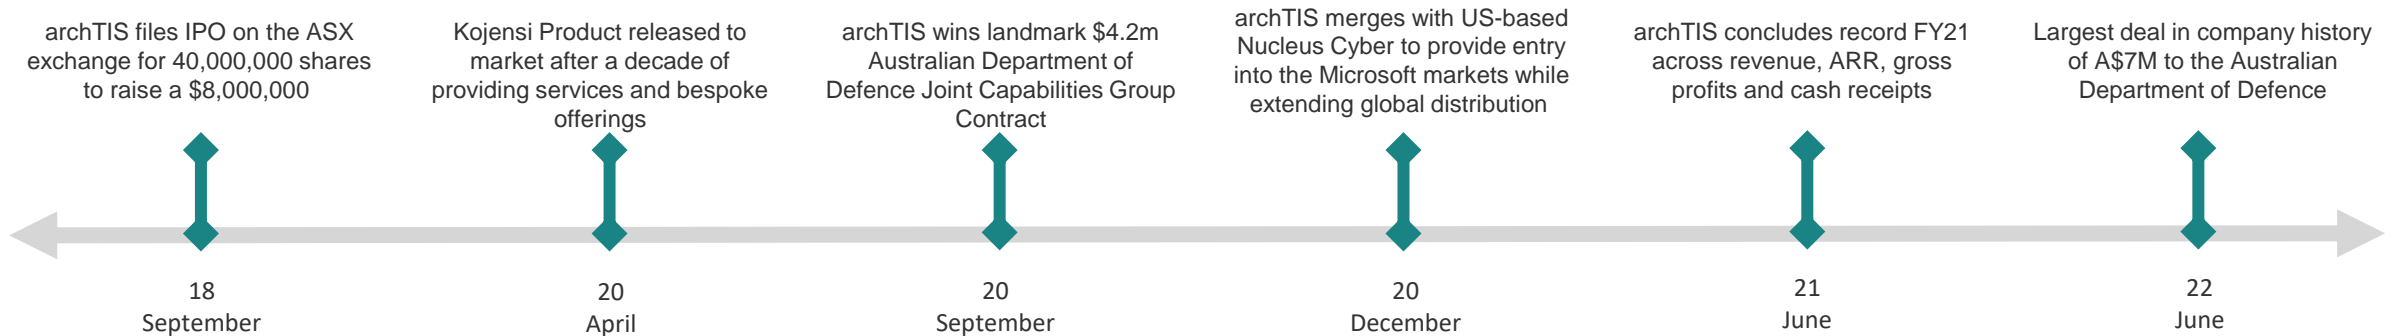 archTIS files IPO on the ASX
exchange for 40,000,000 shares
to raise a $8,000,000
Kojensi Product released to
market after a decade of
providing services and bespoke
offerings
archTIS wins landmark $4.2m
Australian Department of
Defence Joint Capabilities Group
Contract
archTIS merges with US-based
Nucleus Cyber to provide entry
into the Microsoft markets while
extending global distribution
archTIS concludes record FY21
across revenue, ARR, gross
profits and cash receipts
Largest deal in company history
of A$7M to the Australian
Department of Defence
18
September
20
April
20
September
20
December
21
June
22
June